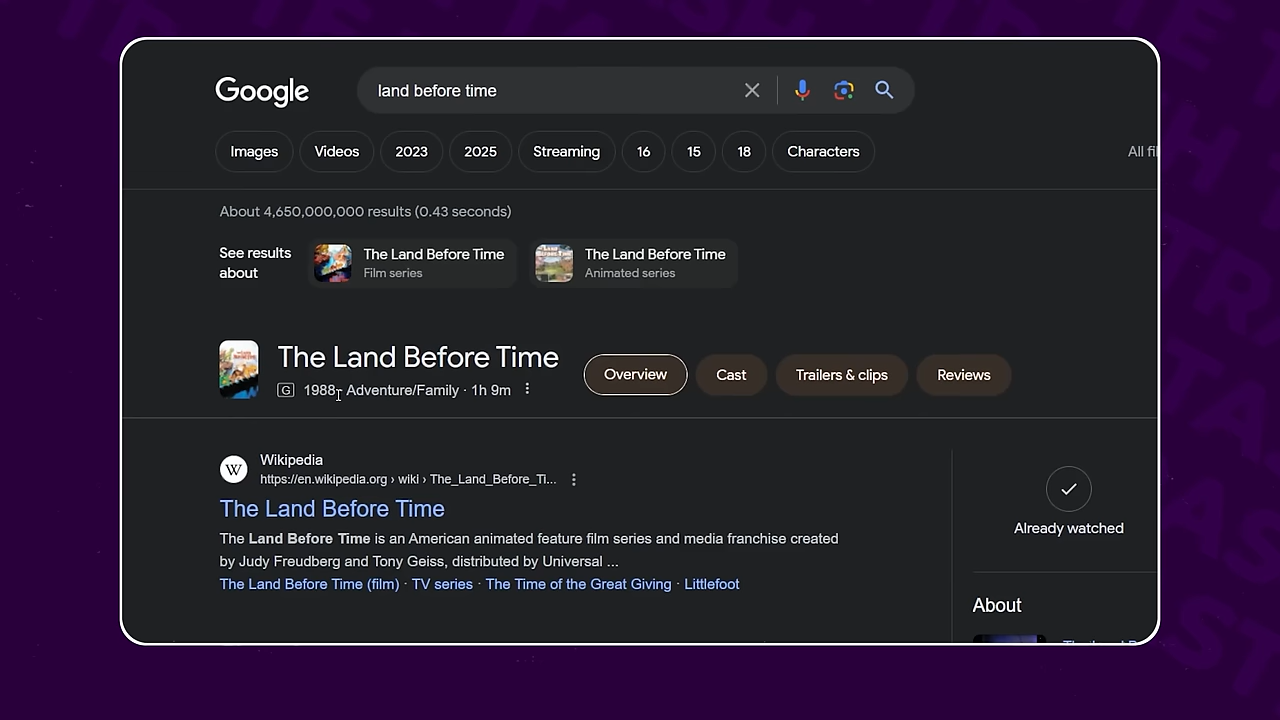 Google
land before time
Images Videos 2023 2025 Streaming 16 15 18 Characters All fil
About 4,650,000,000 results (0.43 seconds)
See results about
The Land Before Time
Film series
The Land Before Time
Animated series
The Land Before Time
G 1988 · Adventure/Family · 1h 9m
Overview Cast Trailers & clips Reviews
W
Wikipedia
https://en.wikipedia.org › wiki › The_Land_Before_Ti...
The Land Before Time
The Land Before Time is an American animated feature film series and media franchise created
by Judy Freudberg and Tony Geiss, distributed by Universal ...
The Land Before Time (film) · TV series · The Time of the Great Giving · Littlefoot
Already watched
About